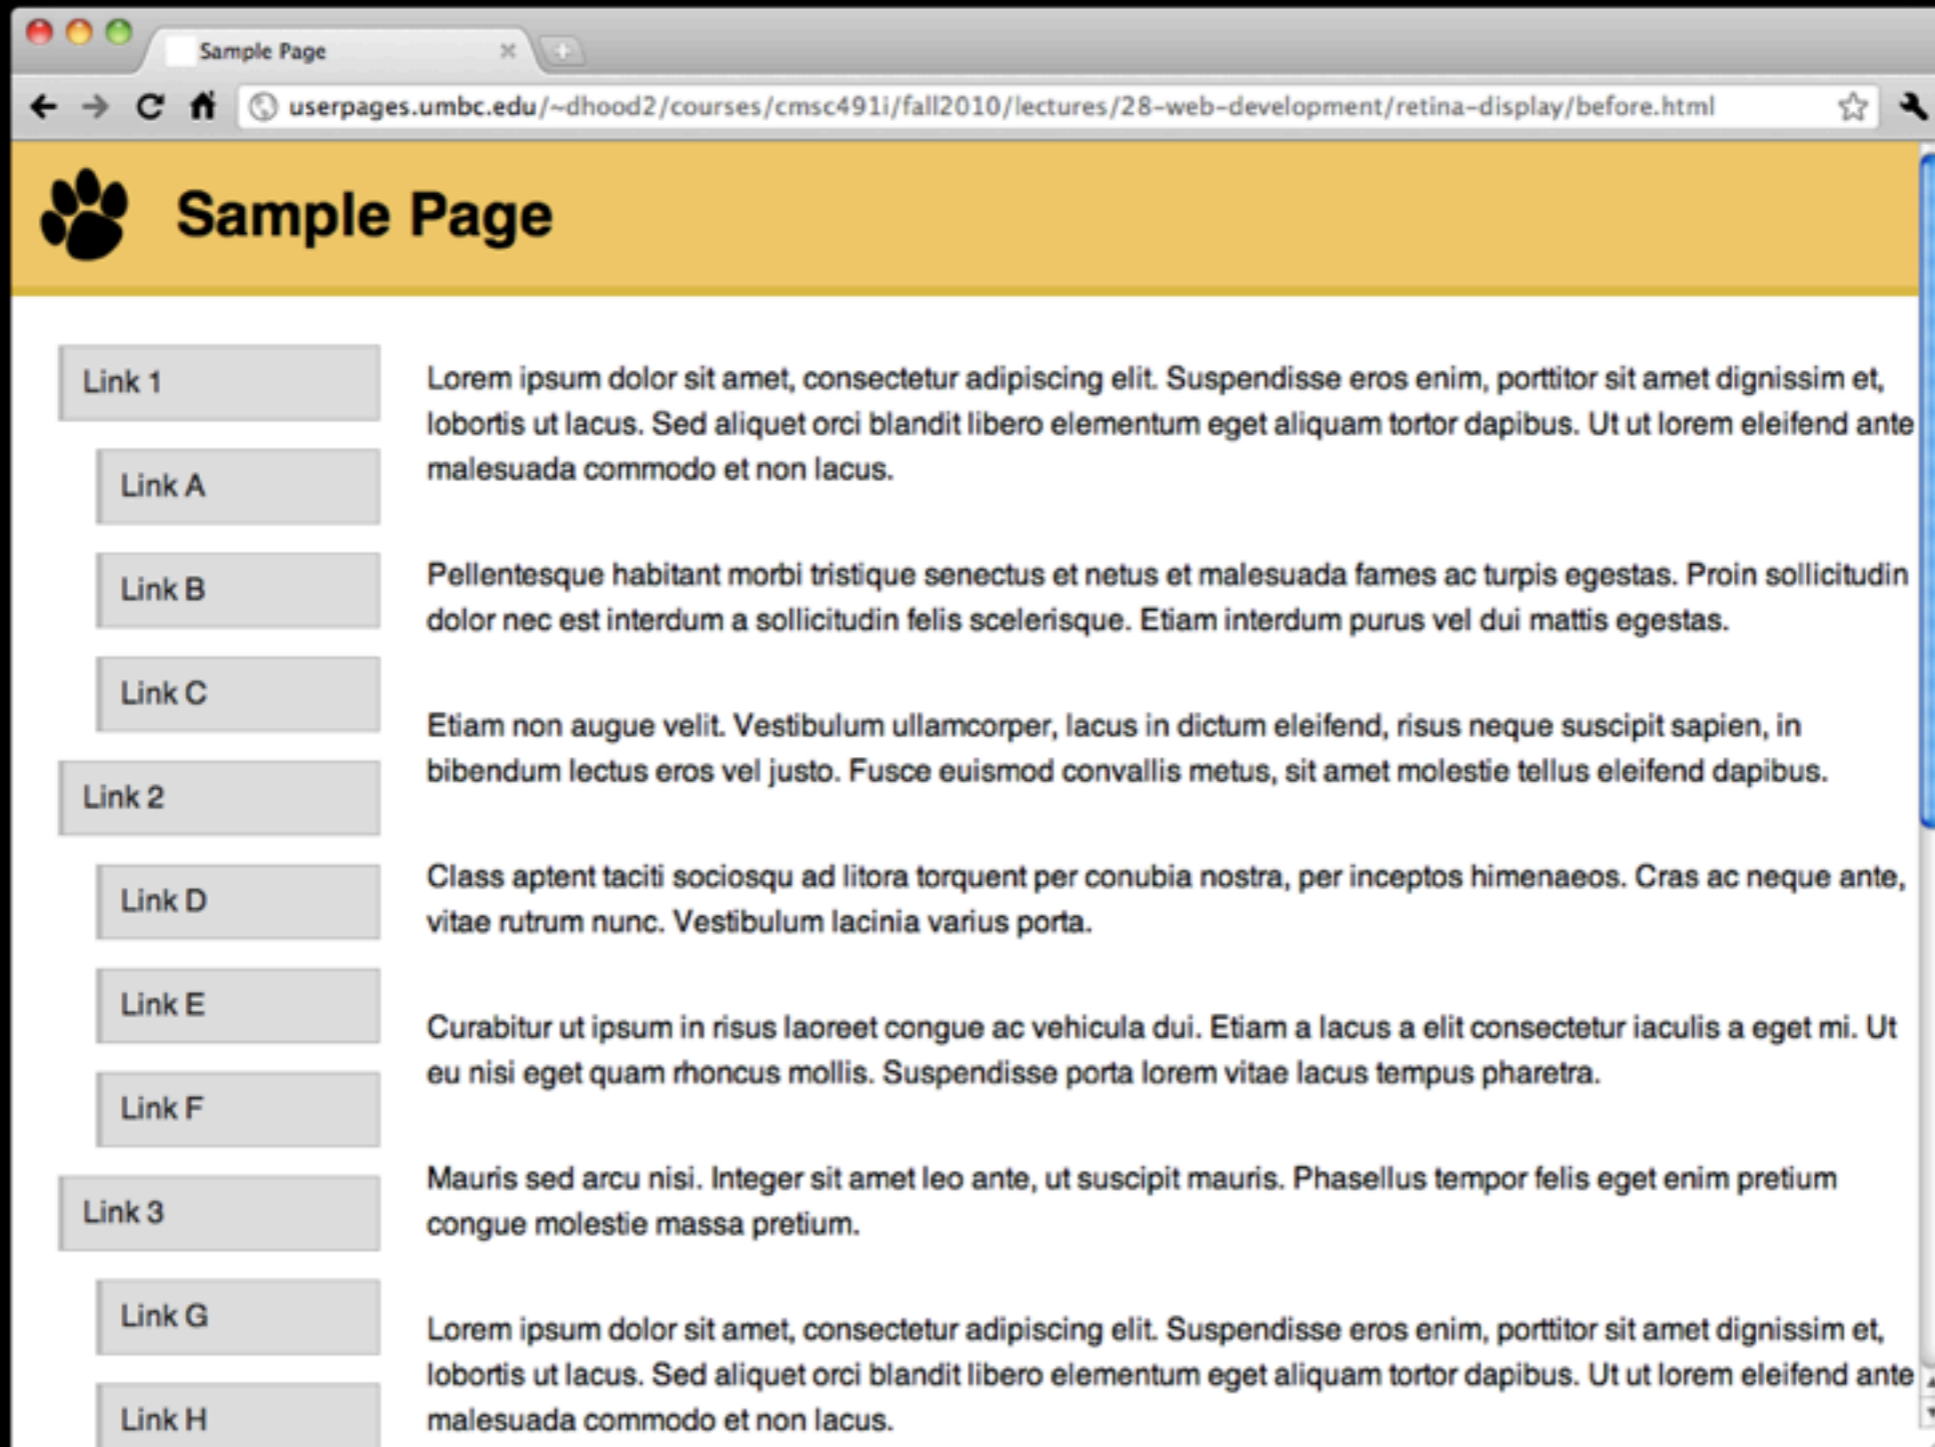 Sample Page
userpages.umbc.edu/~dhood2/courses/cmsc491i/fall2010/lectures/28-web-development/retina-display/before.html
Sample Page
Link 1
Link A
Link B
Link C
Link 2
Link D
Link E
Link F
Link 3
Link G
Link H
Lorem ipsum dolor sit amet, consectetur adipiscing elit. Suspendisse eros enim, porttitor sit amet dignissim et,
lobortis ut lacus. Sed aliquet orci blandit libero elementum eget aliquam tortor dapibus. Ut ut lorem eleifend ante
malesuada commodo et non lacus.
Pellentesque habitant morbi tristique senectus et netus et malesuada fames ac turpis egestas. Proin sollicitudin
dolor nec est interdum a sollicitudin felis scelerisque. Etiam interdum purus vel dui mattis egestas.
Etiam non augue velit. Vestibulum ullamcorper, lacus in dictum eleifend, risus neque suscipit sapien, in
bibendum lectus eros vel justo. Fusce euismod convallis metus, sit amet molestie tellus eleifend dapibus.
Class aptent taciti sociosqu ad litora torquent per conubia nostra, per inceptos himenaeos. Cras ac neque ante,
vitae rutrum nunc. Vestibulum lacinia varius porta.
Curabitur ut ipsum in risus laoreet congue ac vehicula dui. Etiam a lacus a elit consectetur iaculis a eget mi. Ut
eu nisi eget quam rhoncus mollis. Suspendisse porta lorem vitae lacus tempus pharetra.
Mauris sed arcu nisi. Integer sit amet leo ante, ut suscipit mauris. Phasellus tempor felis eget enim pretium
congue molestie massa pretium.
Lorem ipsum dolor sit amet, consectetur adipiscing elit. Suspendisse eros enim, porttitor sit amet dignissim et,
lobortis ut lacus. Sed aliquet orci blandit libero elementum eget aliquam tortor dapibus. Ut ut lorem eleifend ante
malesuada commodo et non lacus.